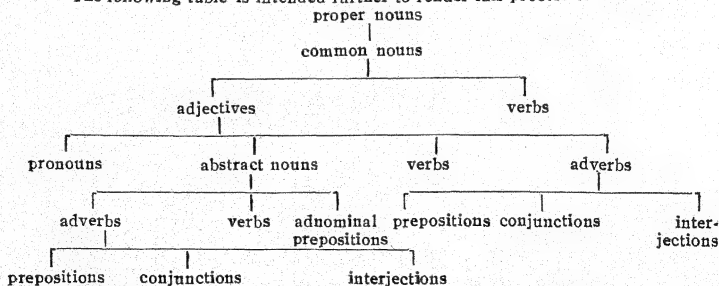 proper nouns
common nouns
adjectives verbs
pronouns abstract nouns verbs adverbs
adverbs verbs adnominal prepositions conjunctions inter-
prepositions jections
prepositions conjunctions interjections